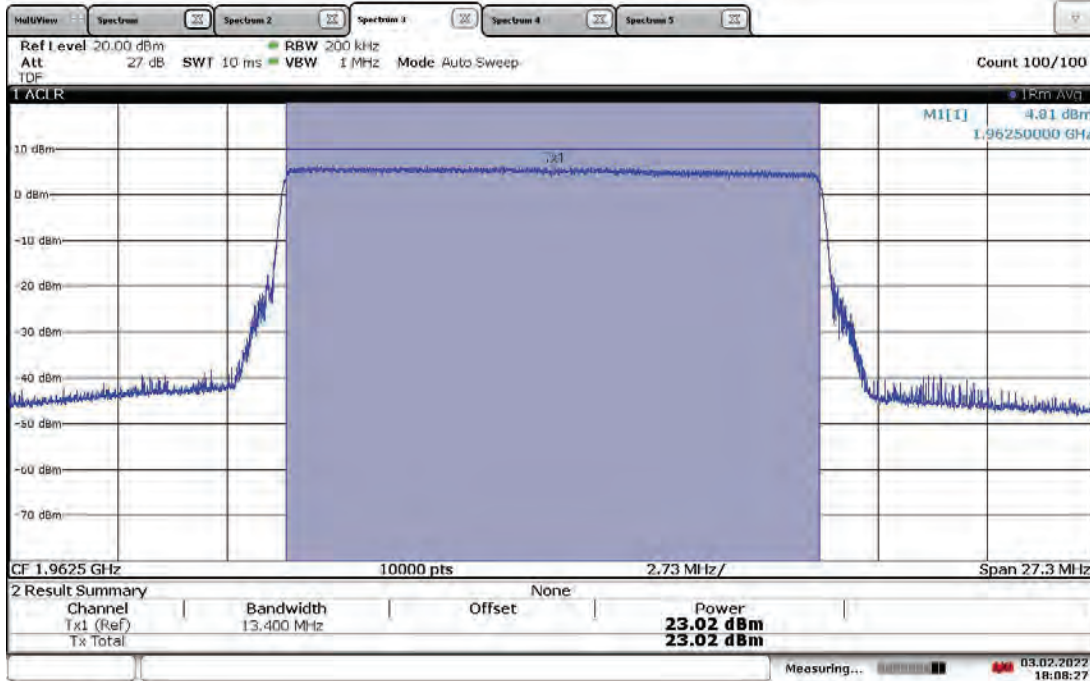 MultiView Spectrum Spectrum 2 Spectrum 3 Spectrum 4 Spectrum 5
Ref Level 20.00 dBm RBW 200 kHz
Att 27 dB SWT 10 ms VBW 1 MHz Mode Auto Sweep Count 100/100
TDF
1 ACLR 1Rm Avg
M1[1] 4.81 dBm
1.96250000 GHz
10 dBm
Tx1
0 dBm
-10 dBm
-20 dBm
-30 dBm
-40 dBm
-50 dBm
-60 dBm
-70 dBm
CF 1.9625 GHz 10000 pts 2.73 MHz/ Span 27.3 MHz
2 Result Summary None
Channel Bandwidth Offset Power
Tx1 (Ref) 13.400 MHz 23.02 dBm
Tx Total 23.02 dBm
Measuring... 03.02.2022
18:08:27